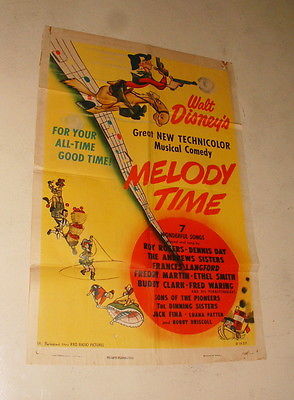 Walt
Disney's
Great NEW TECHNICOLOR
Musical Comedy
FOR YOUR
ALL-TIME
GOOD TIME!
MELODY
TIME
7
WONDERFUL SONGS
ROY ROGERS - DENNIS DAY
THE ANDREWS SISTERS
FRANCES LANGFORD
FREDDY MARTIN - ETHEL SMITH
BUDDY CLARK - FRED WARING
SONS OF THE PIONEERS
THE DINNING SISTERS
JACK FINA - LUANA PATTEN
AND BOBBY DRISCOLL
RKO RADIO PICTURES